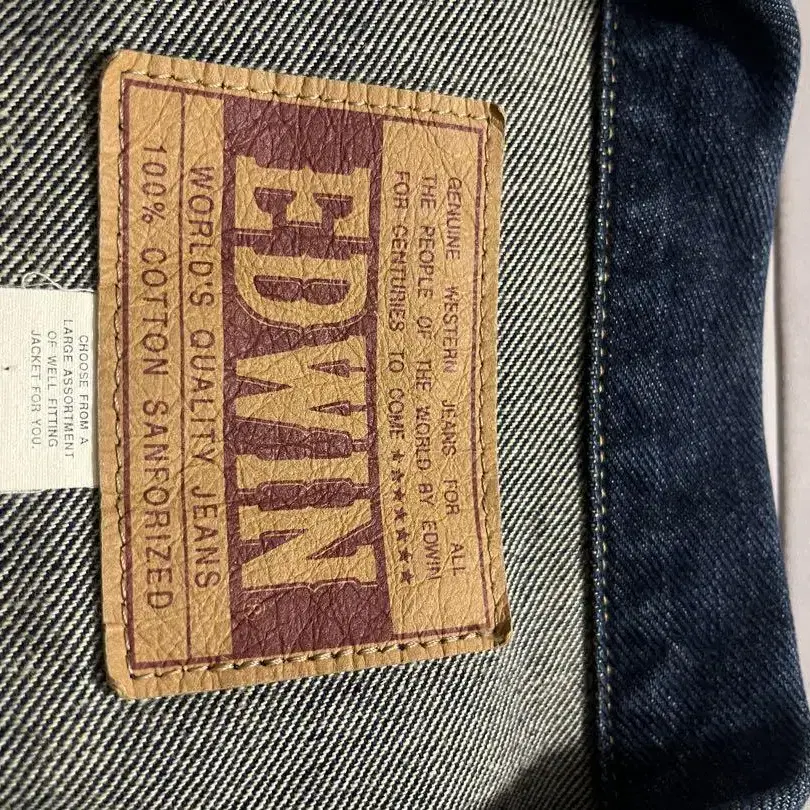 GENUINE WESTERN JEANS FOR ALL
THE PEOPLE OF THE WORLD BY EDWIN
FOR CENTURIES TO COME ★★★★★★★
EDWIN
WORLD'S QUALITY JEANS
100% COTTON SANFORIZED
CHOOSE FROM A
LARGE ASSORTMENT
OF WELL FITTING
JACKET FOR YOU.